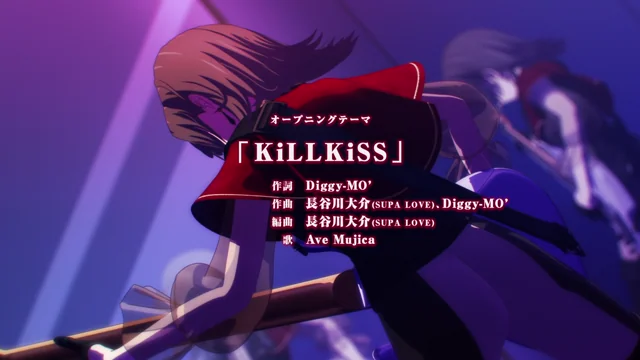 オープニングテーマ
「KiLLKiSS」
作詞 Diggy-MO'
作曲 長谷川大介(SUPA LOVE)、Diggy-MO'
編曲 長谷川大介(SUPA LOVE)
歌 Ave Mujica